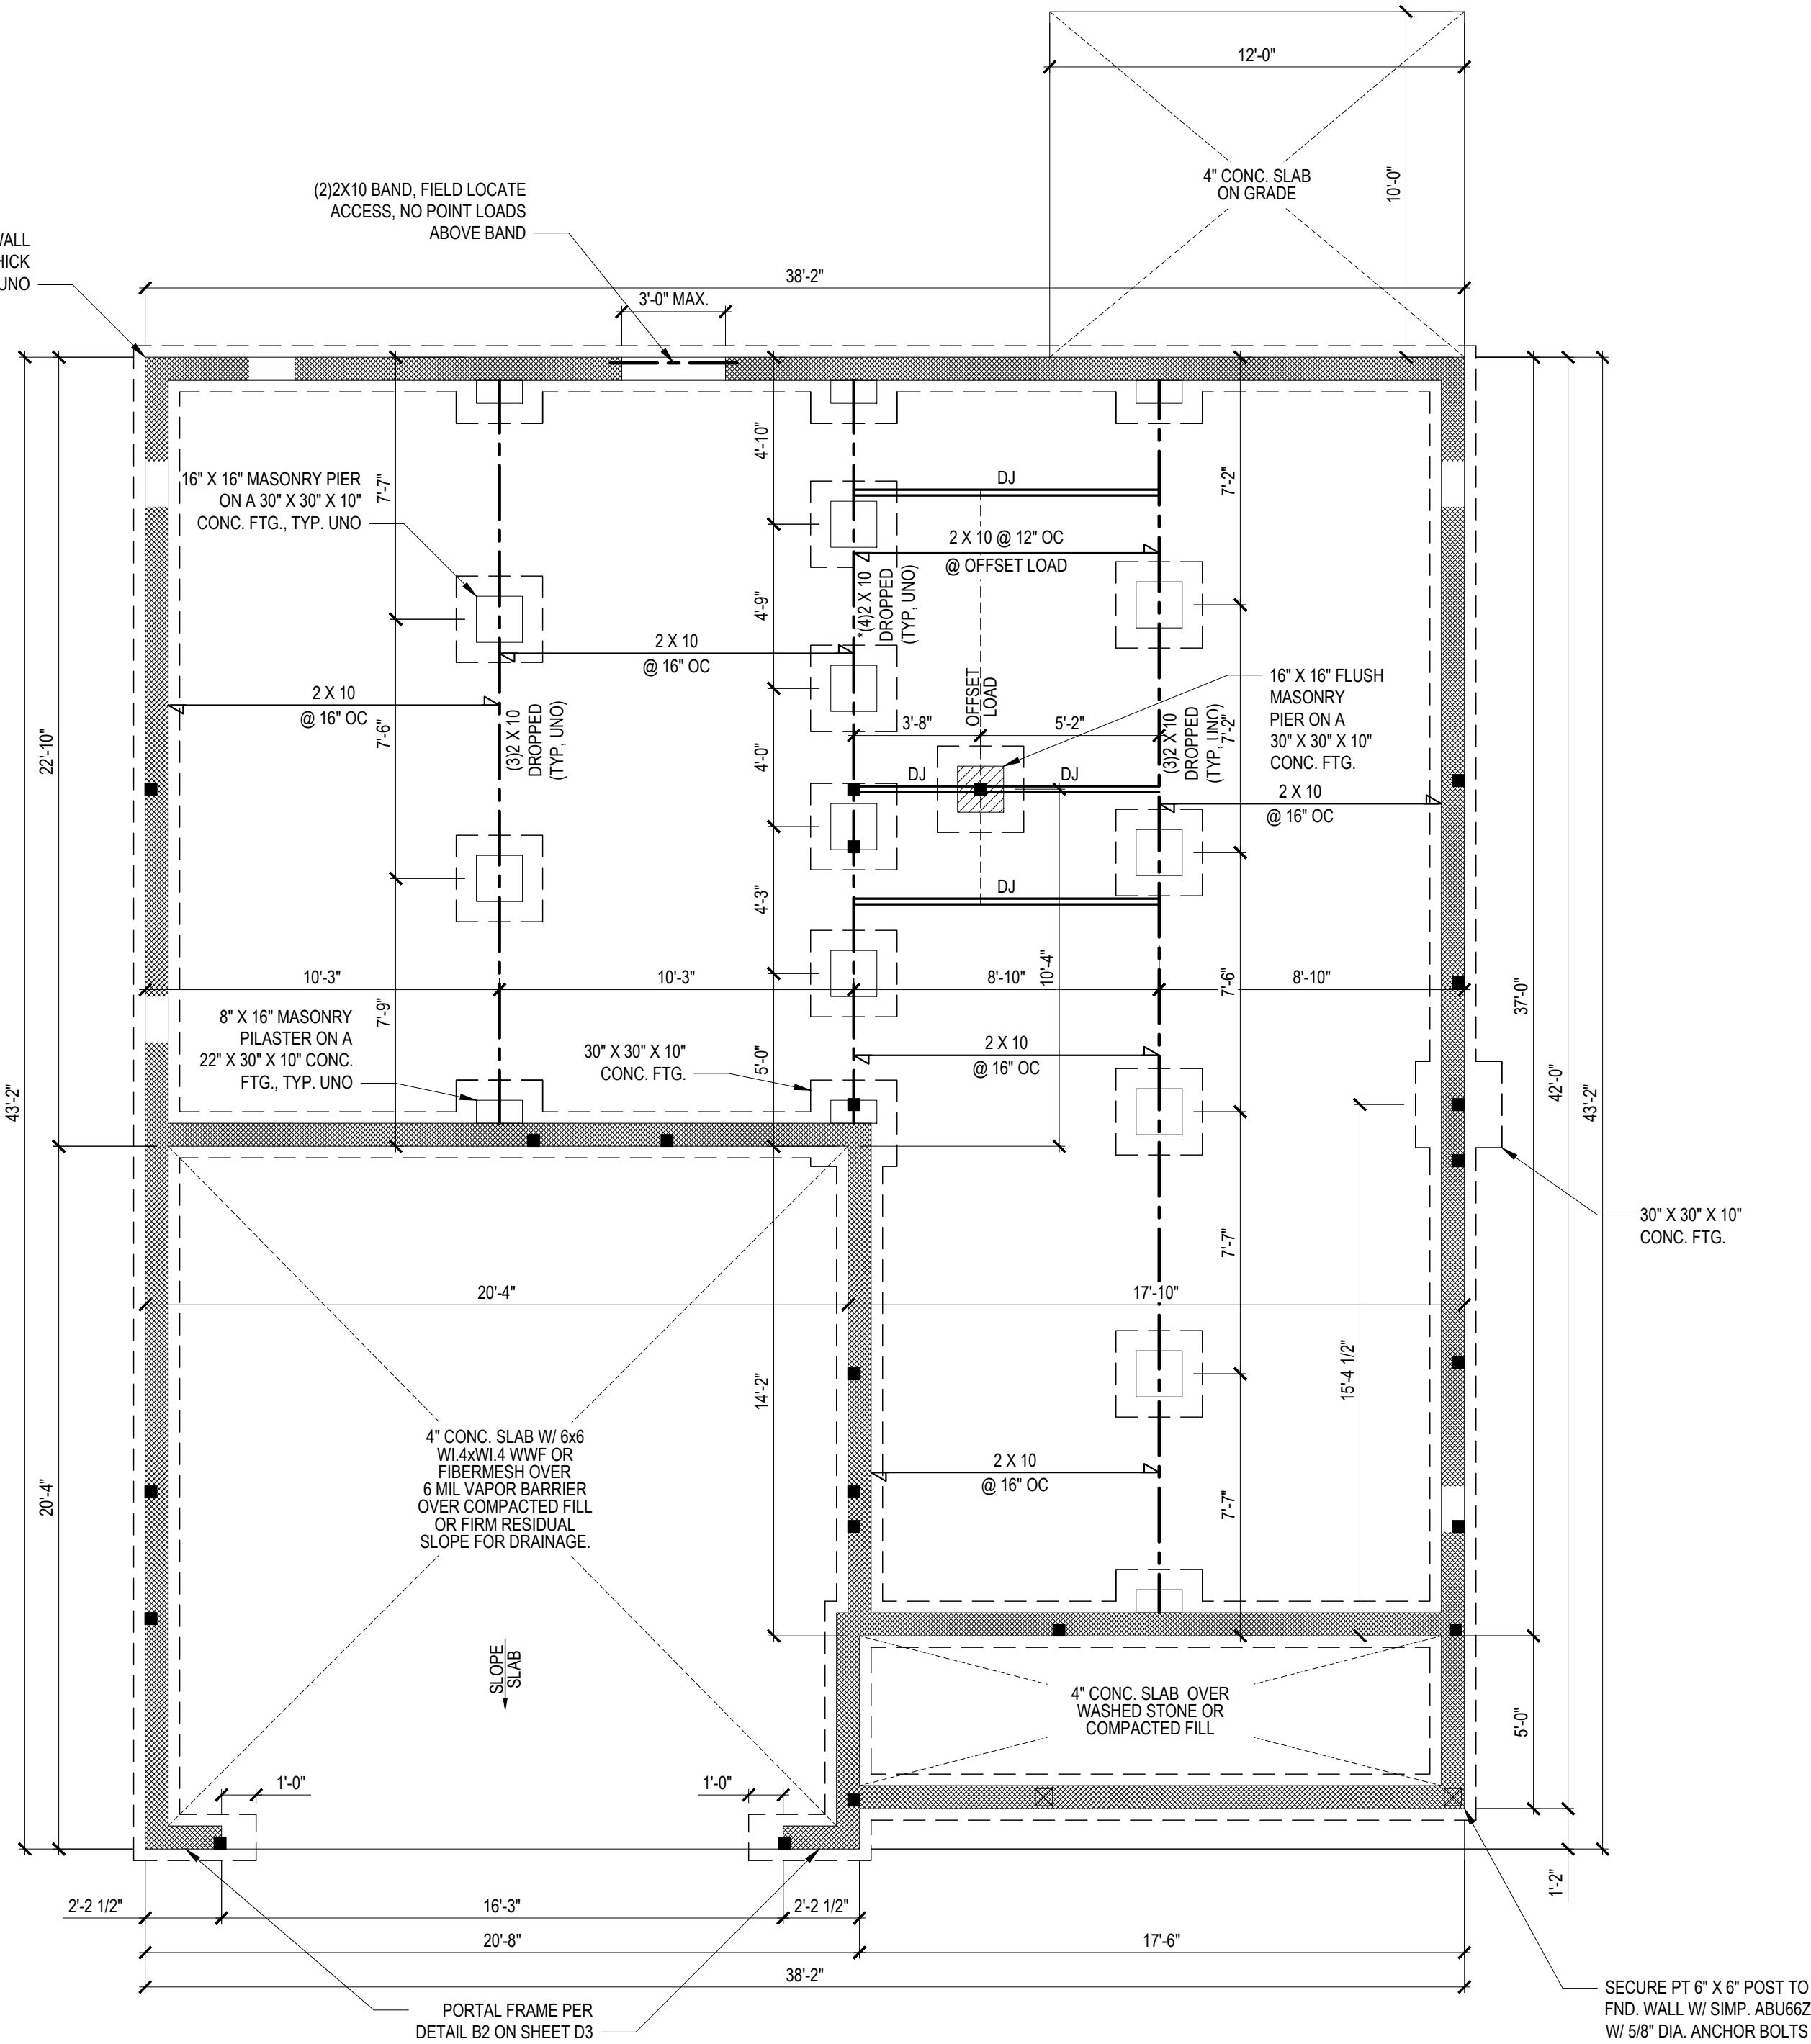 12'-0"
10'-0"
4" CONC. SLAB
ON GRADE
(2)2X10 BAND, FIELD LOCATE
ACCESS, NO POINT LOADS
ABOVE BAND
UNO
38'-2"
3'-0" MAX.
16" X 16" MASONRY PIER
ON A 30" X 30" X 10"
CONC. FTG., TYP. UNO
7'-7"
4'-10"
7'-2"
DJ
2 X 10 @ 12" OC
@ OFFSET LOAD
4'-9"
*(4)2 X 10
DROPPED
(TYP, UNO)
2 X 10
@ 16" OC
2 X 10
@ 16" OC
7'-6"
(3)2 X 10
DROPPED
(TYP, UNO)
22'-10"
OFFSET
LOAD
3'-8"
5'-2"
16" X 16" FLUSH
MASONRY
PIER ON A
30" X 30" X 10"
CONC. FTG.
(3)2 X 10
DROPPED
(TYP, UNO)
7'-2"
4'-0"
DJ
DJ
2 X 10
@ 16" OC
4'-3"
DJ
10'-3"
10'-3"
8'-10"
10'-4"
7'-6"
8'-10"
37'-0"
42'-0"
43'-2"
43'-2"
7'-9"
8" X 16" MASONRY
PILASTER ON A
22" X 30" X 10" CONC.
FTG., TYP. UNO
30" X 30" X 10"
CONC. FTG.
5'-0"
2 X 10
@ 16" OC
30" X 30" X 10"
CONC. FTG.
7'-7"
20'-4"
17'-10"
15'-4 1/2"
14'-2"
4" CONC. SLAB W/ 6x6
WI.4xWI.4 WWF OR
FIBERMESH OVER
6 MIL VAPOR BARRIER
OVER COMPACTED FILL
OR FIRM RESIDUAL
SLOPE FOR DRAINAGE.
2 X 10
@ 16" OC
7'-7"
20'-4"
SLOPE
SLAB
4" CONC. SLAB OVER
WASHED STONE OR
COMPACTED FILL
5'-0"
1'-0"
1'-0"
1'-2"
2'-2 1/2"
16'-3"
2'-2 1/2"
20'-8"
17'-6"
38'-2"
PORTAL FRAME PER
DETAIL B2 ON SHEET D3
SECURE PT 6" X 6" POST TO
FND. WALL W/ SIMP. ABU66Z
W/ 5/8" DIA. ANCHOR BOLTS